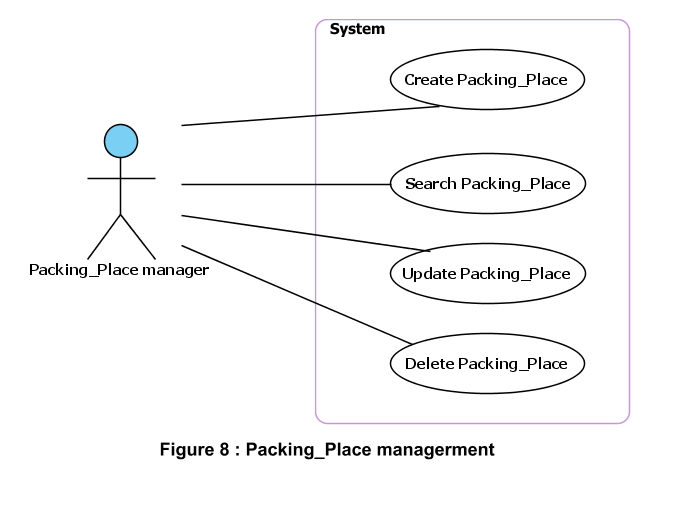 System
Create Packing_Place
Search Packing_Place
Update Packing_Place
Packing_Place manager
Delete Packing_Place
Figure 8 : Packing_Place managerment